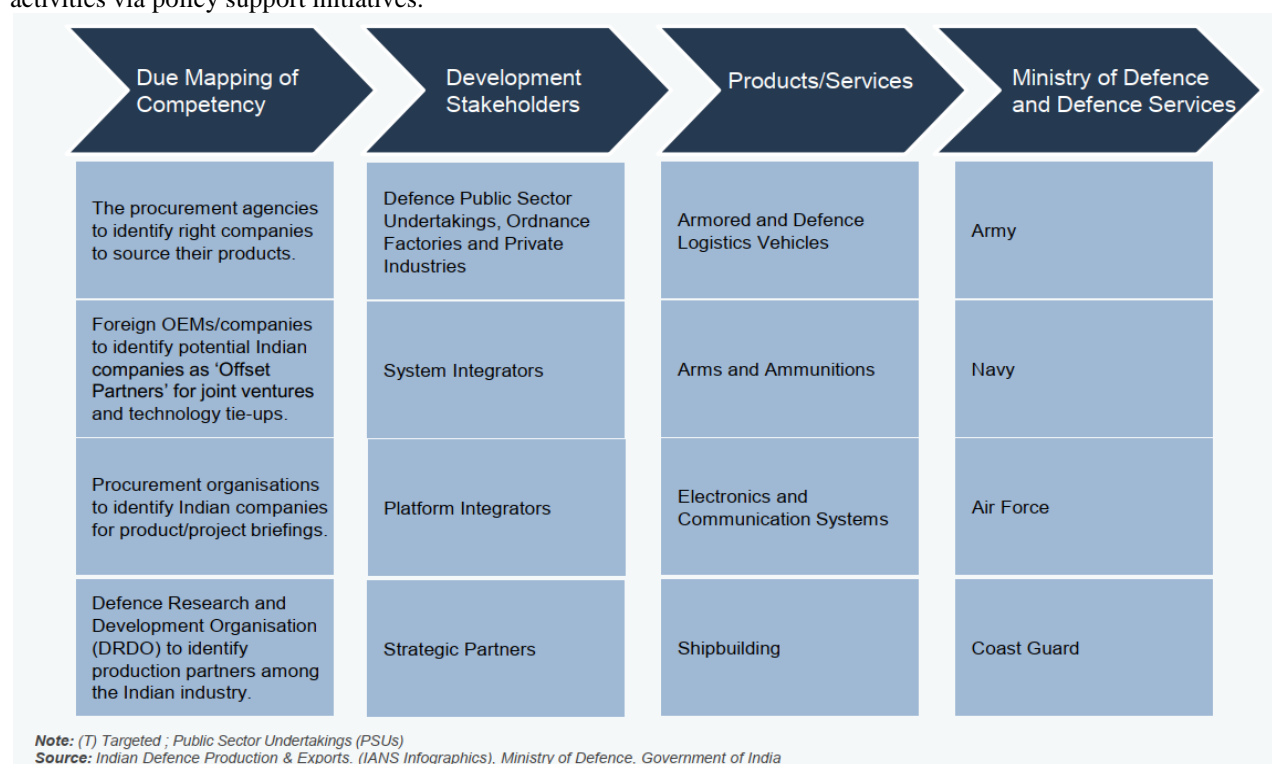 activities via policy support initiatives.
Due Mapping of
Competency
Development
Stakeholders
Products/Services
Ministry of Defence
and Defence Services
The procurement agencies
to identify right companies
to source their products.
Defence Public Sector
Undertakings, Ordnance
Factories and Private
Industries
Armored and Defence
Logistics Vehicles
Army
Foreign OEMs/companies
to identify potential Indian
companies as ‘Offset
Partners’ for joint ventures
and technology tie-ups.
System Integrators
Arms and Ammunitions
Navy
Procurement organisations
to identify Indian companies
for product/project briefings.
Platform Integrators
Electronics and
Communication Systems
Air Force
Defence Research and
Development Organisation
(DRDO) to identify
production partners among
the Indian industry.
Strategic Partners
Shipbuilding
Coast Guard
Note: (T) Targeted ; Public Sector Undertakings (PSUs)
Source: Indian Defence Production & Exports, (IANS Infographics), Ministry of Defence, Government of India